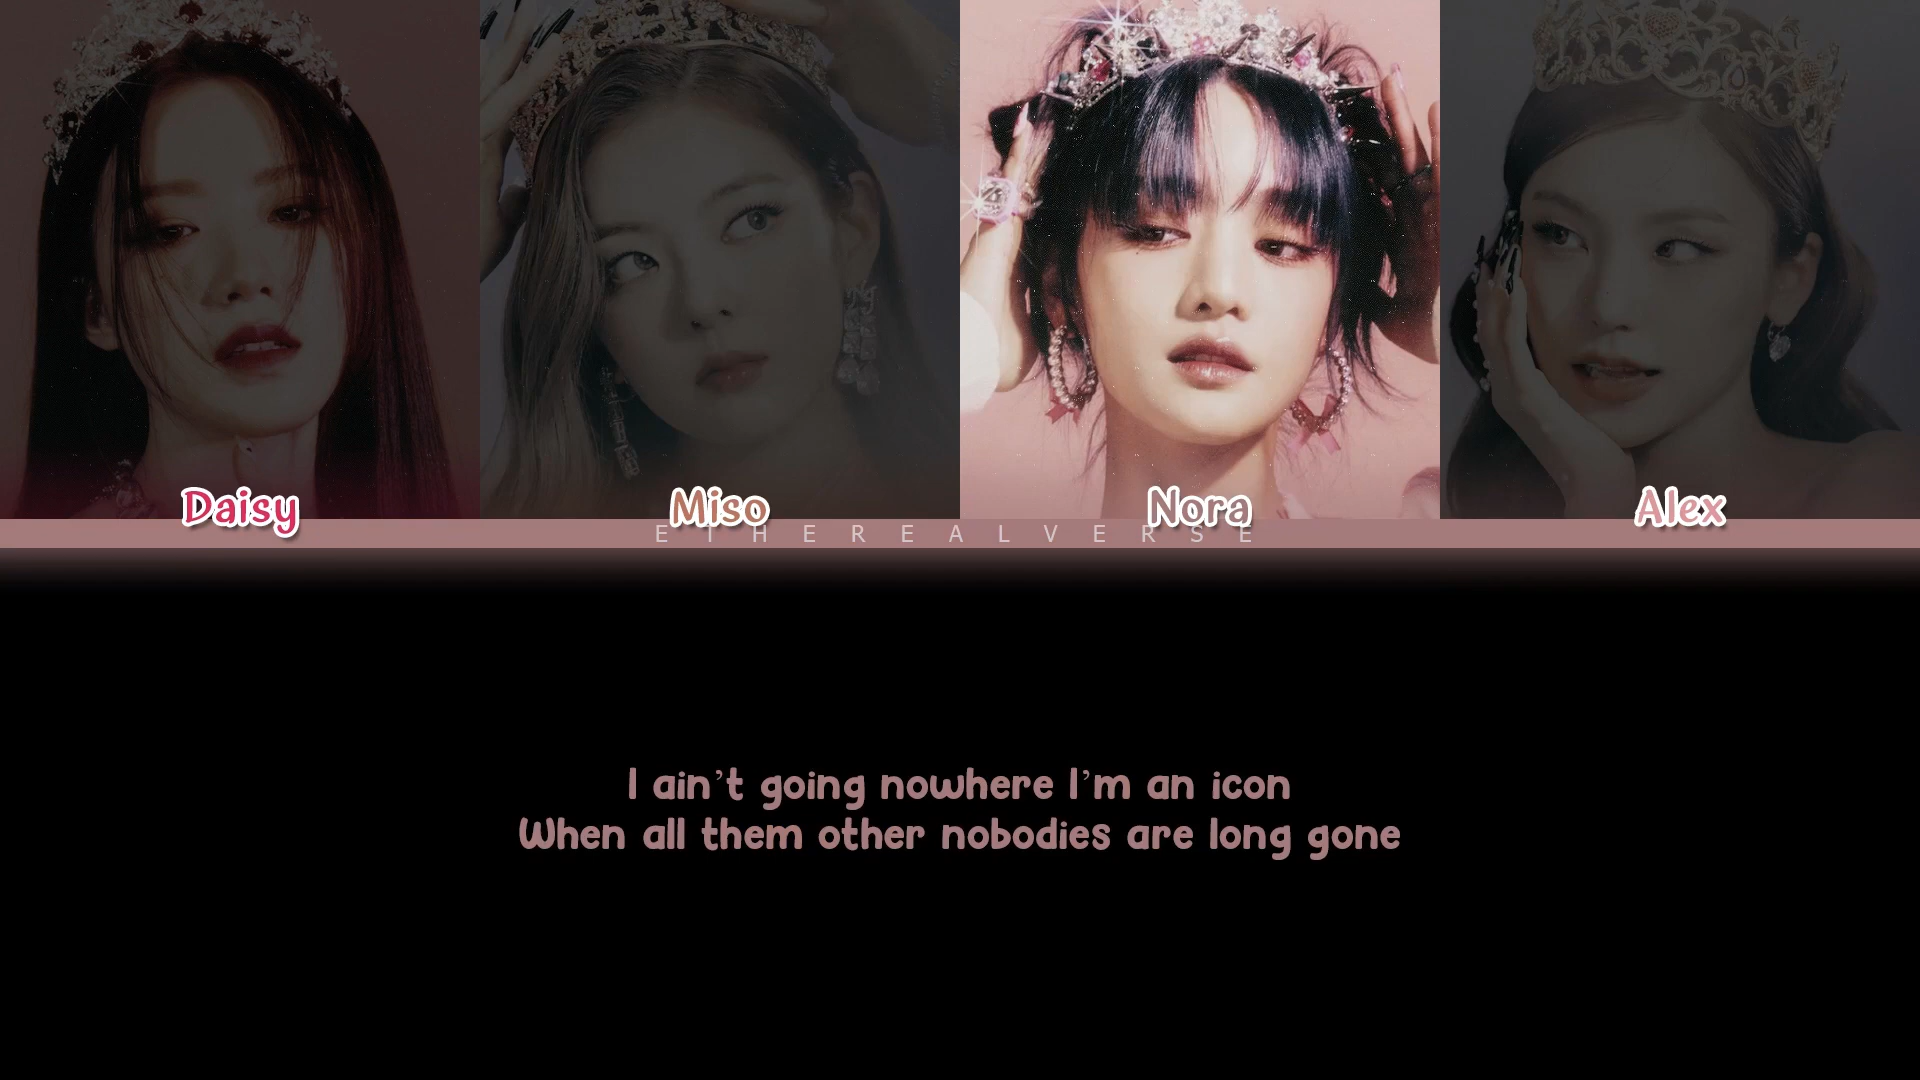 Daisy Miso Nora Alex
ETHEREALVERSE
I ain't going nowhere I'm an icon
When all them other nobodies are long gone